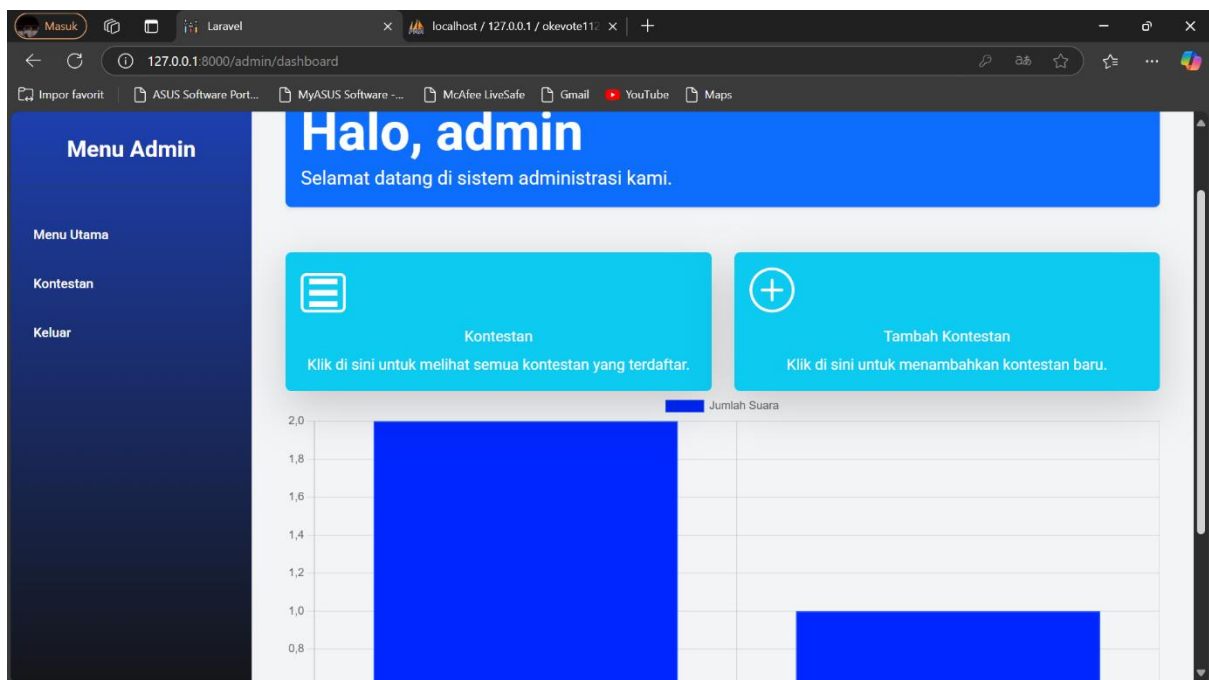 Masuk
Laravel
localhost / 127.0.0.1 / okevote112
127.0.0.1:8000/admin/dashboard
Impor favorit
ASUS Software Port...
MyASUS Software -...
McAfee LiveSafe
Gmail
YouTube
Maps
Menu Admin
Menu Utama
Kontestan
Keluar
Halo, admin
Selamat datang di sistem administrasi kami.
Kontestan
Klik di sini untuk melihat semua kontestan yang terdaftar.
Tambah Kontestan
Klik di sini untuk menambahkan kontestan baru.
Jumlah Suara
2,0
1,8
1,6
1,4
1,2
1,0
0,8